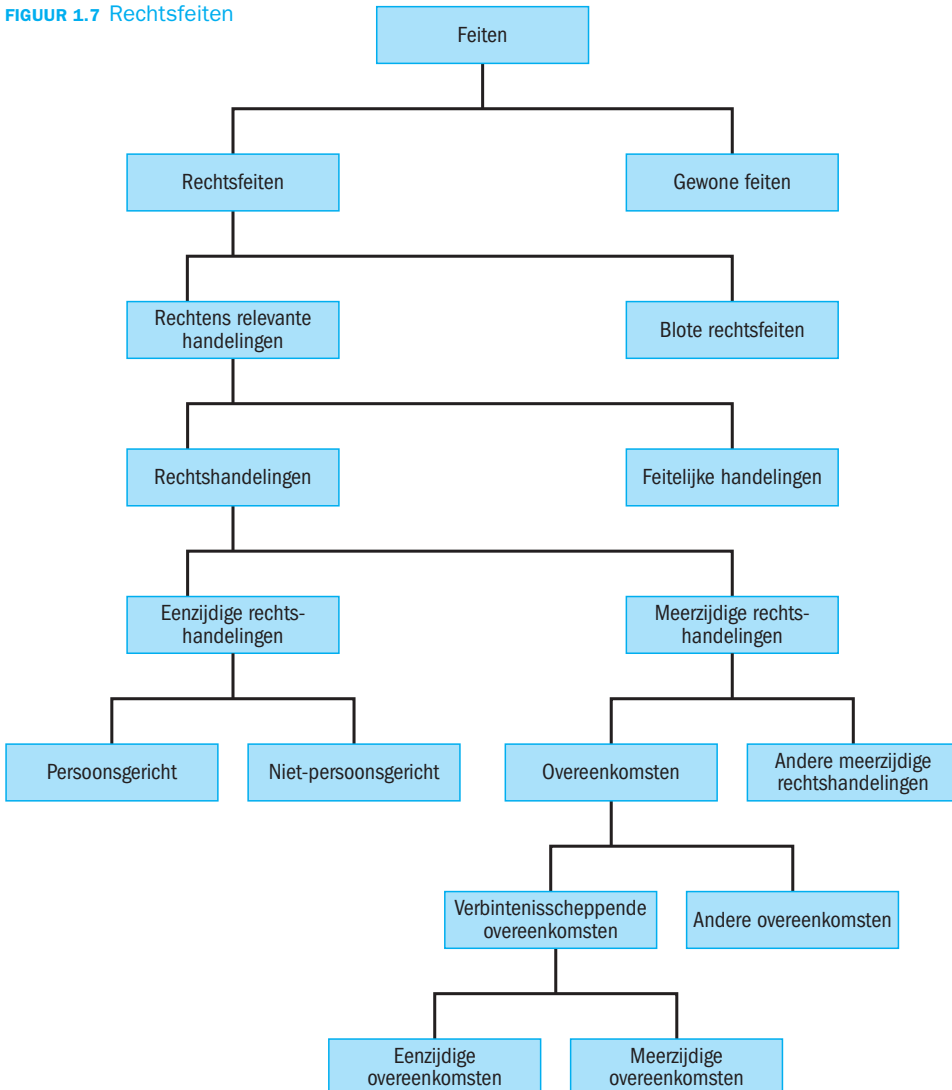 FIGUUR 1.7 Rechtsfeiten
Feiten
Rechtsfeiten
Gewone feiten
Rechtens relevante
handelingen
Blote rechtsfeiten
Rechtshandelingen
Feitelijke handelingen
Eenzijdige rechts-
handelingen
Meerzijdige rechts-
handelingen
Persoonsgericht
Niet-persoonsgericht
Overeenkomsten
Andere meerzijdige
rechtshandelingen
Verbintenisscheppende
overeenkomsten
Andere overeenkomsten
Eenzijdige
overeenkomsten
Meerzijdige
overeenkomsten